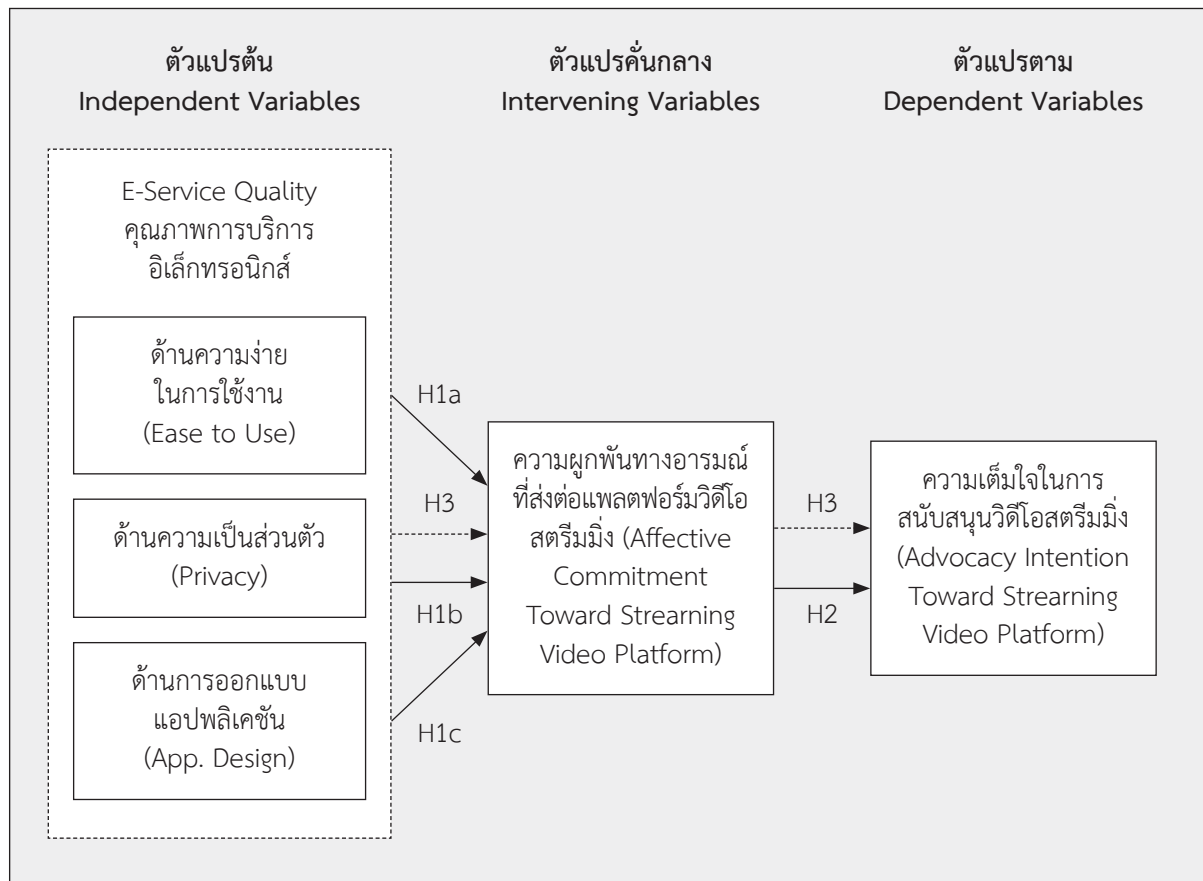 ตัวแปรต้น
Independent Variables
ตัวแปรคั่นกลาง
Intervening Variables
ตัวแปรตาม
Dependent Variables
E-Service Quality
คุณภาพการบริการ
อิเล็กทรอนิกส์
ด้านความง่าย
ในการใช้งาน
(Ease to Use)
ด้านความเป็นส่วนตัว
(Privacy)
ด้านการออกแบบ
แอปพลิเคชัน
(App. Design)
H1a
H3
H1b
H1c
ความผูกพันทางอารมณ์
ที่ส่งต่อแพลตฟอร์มวิดีโอ
สตรีมมิ่ง (Affective
Commitment
Toward Strearning
Video Platform)
H3
H2
ความเต็มใจในการ
สนับสนุนวิดีโอสตรีมมิ่ง
(Advocacy Intention
Toward Strearning
Video Platform)